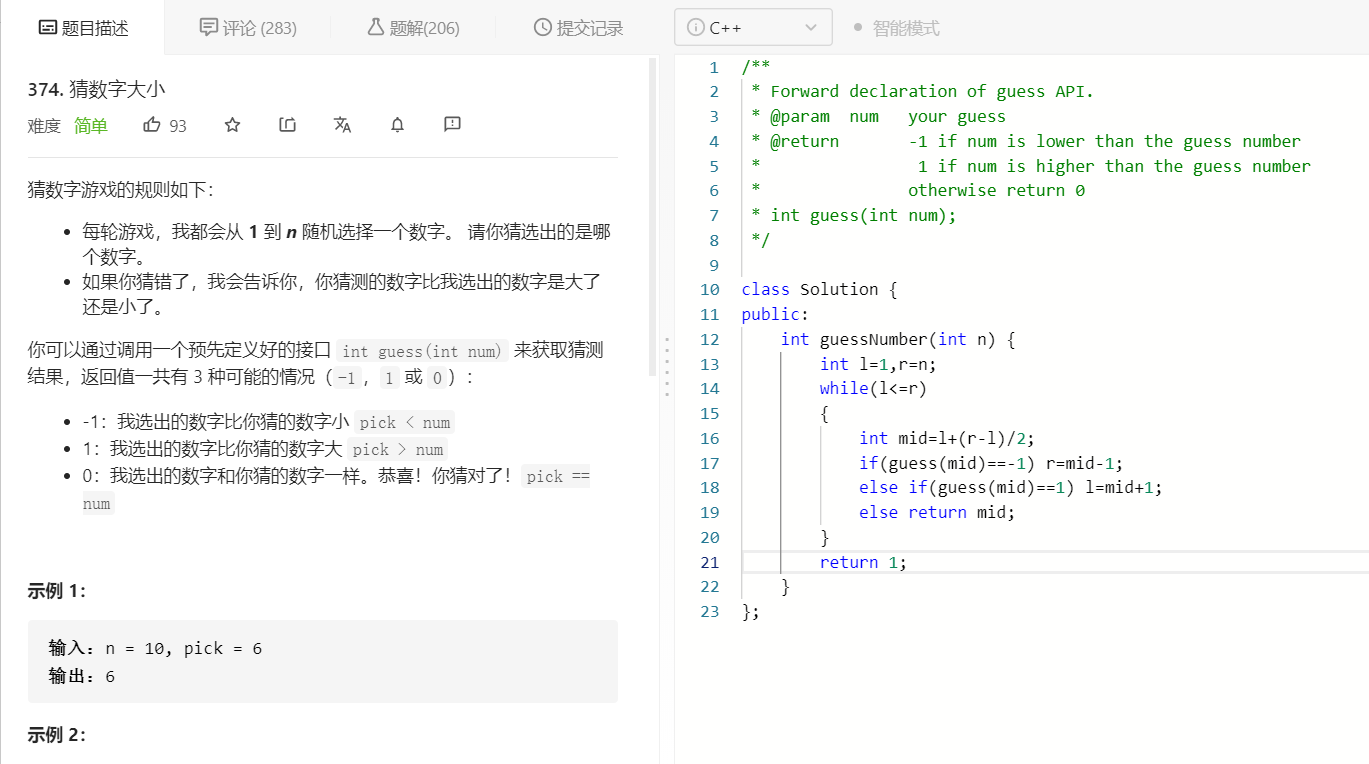 题目描述
评论 (283)
题解(206)
提交记录
374. 猜数字大小
难度 简单 93
猜数字游戏的规则如下：
每轮游戏，我都会从 1 到 n 随机选择一个数字。 请你猜选出的是哪
个数字。
如果你猜错了，我会告诉你，你猜测的数字比我选出的数字是大了
还是小了。
你可以通过调用一个预先定义好的接口 int guess(int num) 来获取猜测
结果，返回值一共有 3 种可能的情况（-1，1 或 0）：
-1：我选出的数字比你猜的数字小 pick < num
1：我选出的数字比你猜的数字大 pick > num
0：我选出的数字和你猜的数字一样。恭喜！你猜对了！pick ==
num
示例 1：
输入：n = 10, pick = 6
输出：6
示例 2：
C++
智能模式
1 /**
2  * Forward declaration of guess API.
3  * @param  num   your guess
4  * @return       -1 if num is lower than the guess number
5  *                1 if num is higher than the guess number
6  *               otherwise return 0
7  * int guess(int num);
8  */
9
10 class Solution {
11 public:
12     int guessNumber(int n) {
13         int l=1,r=n;
14         while(l<=r)
15         {
16             int mid=l+(r-l)/2;
17             if(guess(mid)==-1) r=mid-1;
18             else if(guess(mid)==1) l=mid+1;
19             else return mid;
20         }
21         return 1;
22     }
23 };